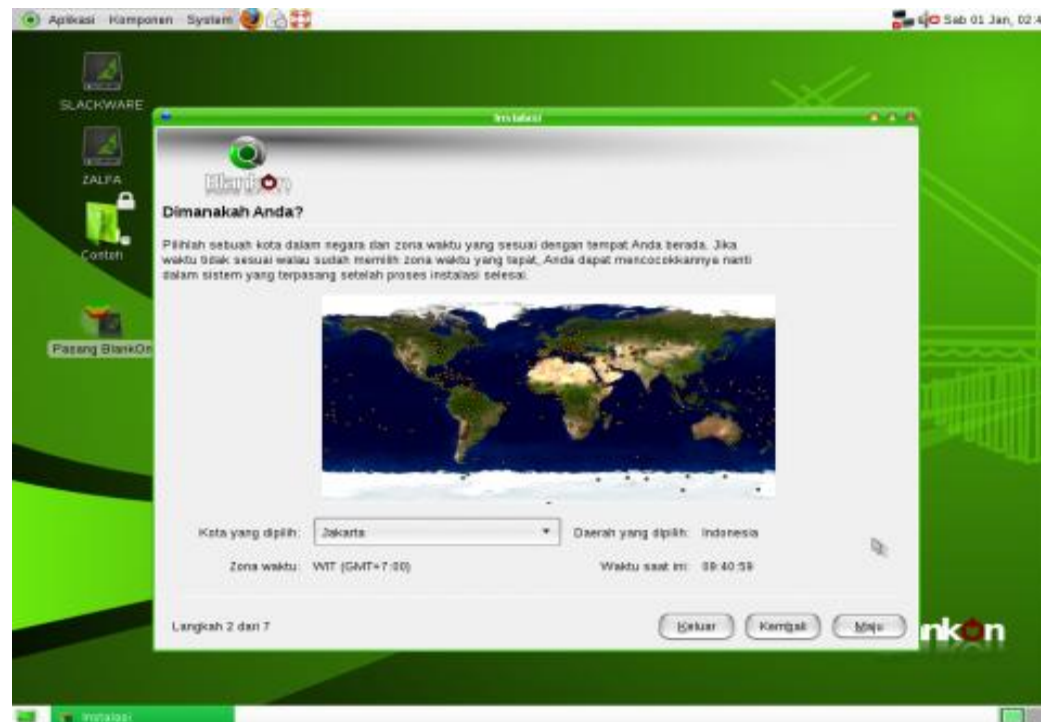 Aplikasi Komponen System
Sab 01 Jan, 02:4
SLACKWARE
ZALFA
Contoh
Pasang BlankOn
Instalasi
BlankOn
Dimanakah Anda?
Pilihlah sebuah kota dalam negara dan zona waktu yang sesuai dengan tempat Anda berada. Jika
waktu tidak sesuai walau sudah memilih zona waktu yang tepat, Anda dapat mencocokkannya nanti
dalam sistem yang terpasang setelah proses instalasi selesai.
Kota yang dipilih: Jakarta Daerah yang dipilih: Indonesia
Zona waktu: WIT (GMT+7:00) Waktu saat ini: 09:40:59
Langkah 2 dari 7 Keluar Kembali Maju
nkOn
Instalasi